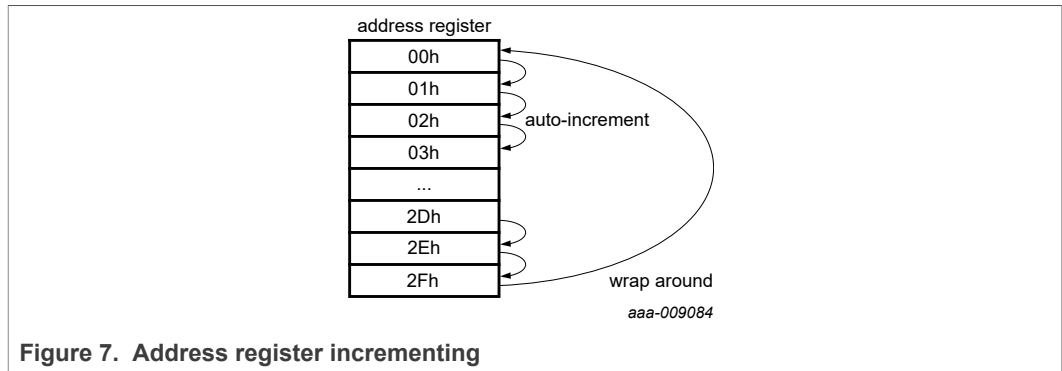 address register
00h
01h
02h
auto-increment
03h
...
2Dh
2Eh
2Fh
wrap around
aaa-009084
Figure 7. Address register incrementing